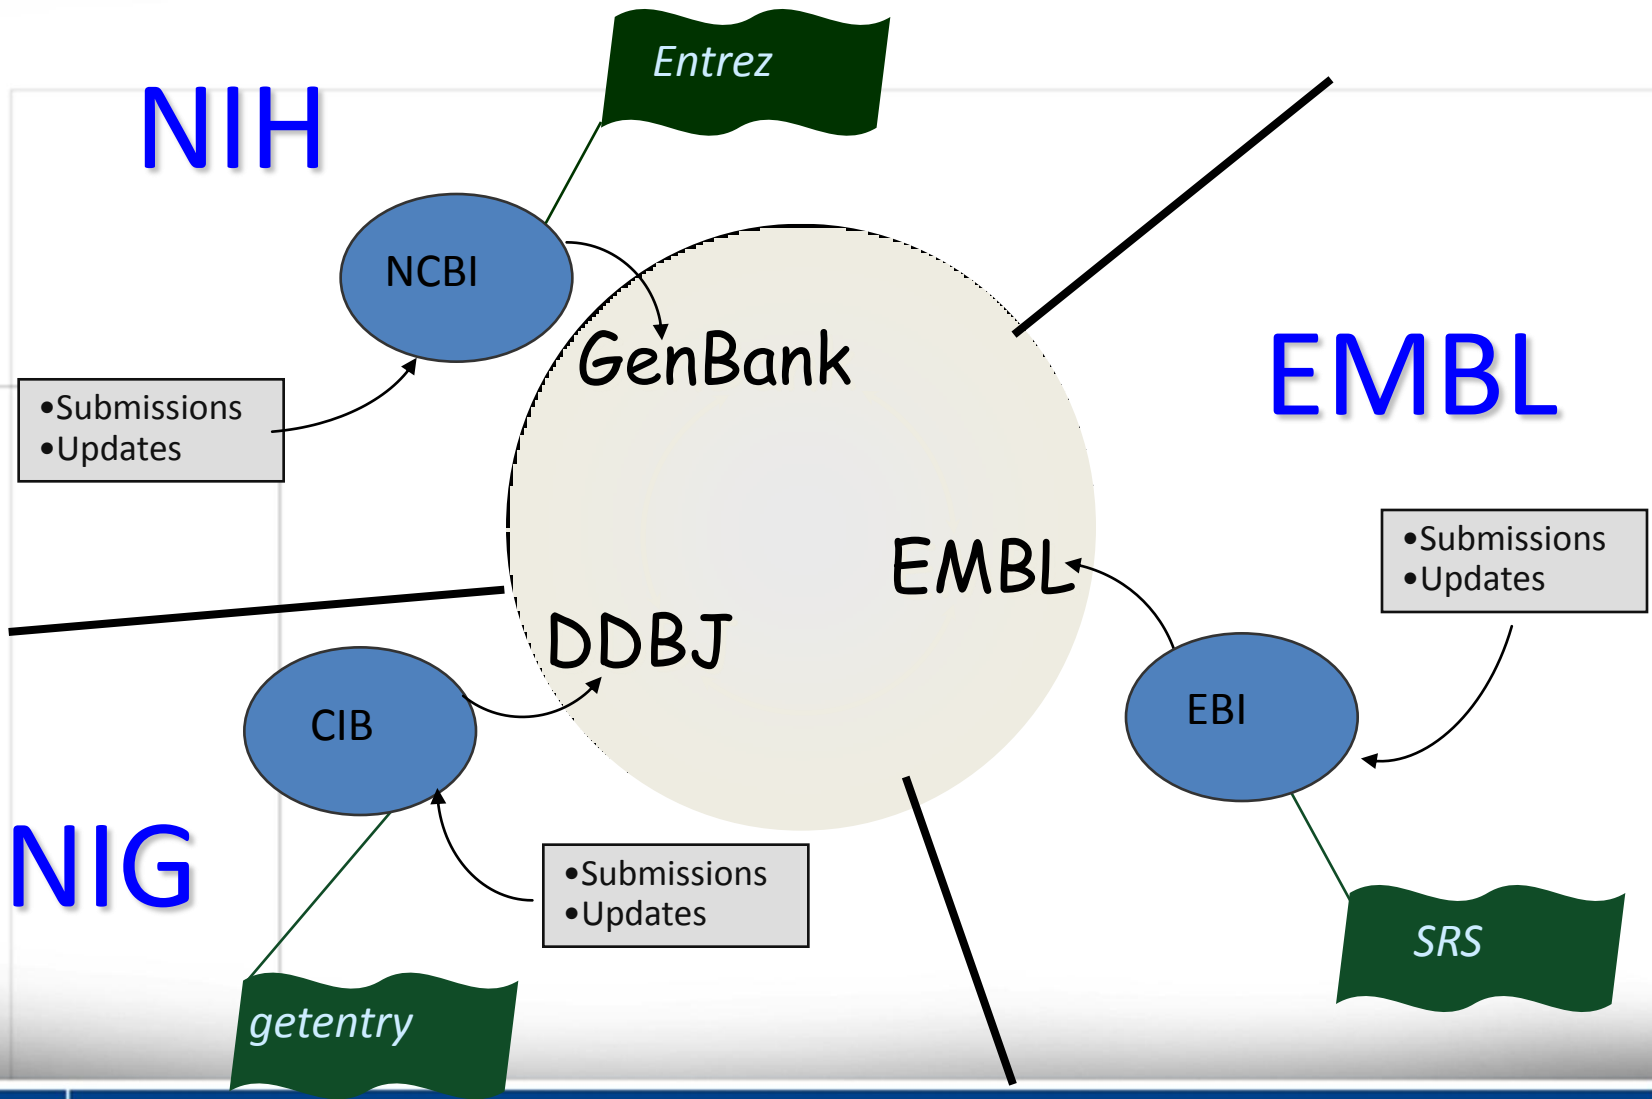 Entrez
NIH
NCBI
GenBank
•Submissions
•Updates
EMBL
EMBL
•Submissions
•Updates
DDBJ
CIB
EBI
NIG
•Submissions
•Updates
SRS
getentry